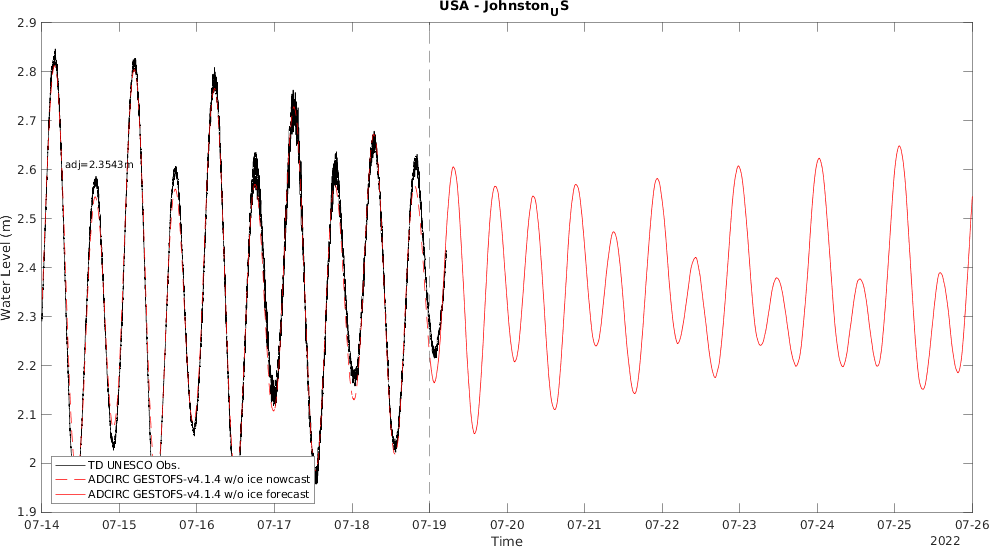 USA - Johnston_US
2.9
2.8
2.7
2.6
2.5
2.4
2.3
2.2
2.1
2
1.9
Water Level (m)
adj=2.3543m
TD UNESCO Obs.
ADCIRC GESTOFS-v4.1.4 w/o ice nowcast
ADCIRC GESTOFS-v4.1.4 w/o ice forecast
07-14 07-15 07-16 07-17 07-18 07-19 07-20 07-21 07-22 07-23 07-24 07-25 07-26
Time
2022